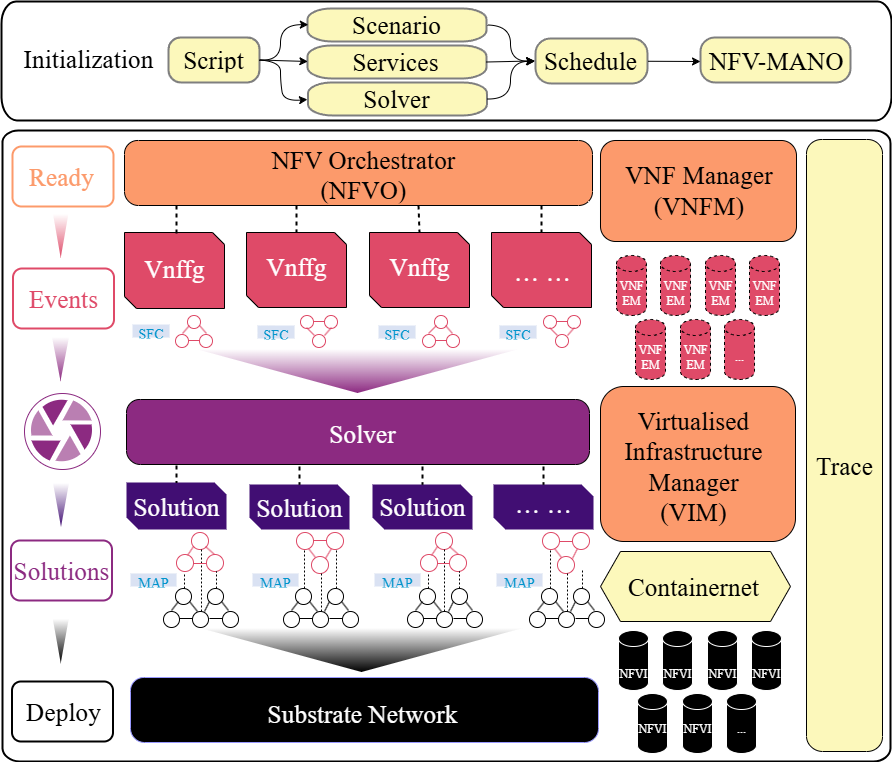 Initialization
Script
Scenario
Services
Solver
Schedule
NFV-MANO
Ready
NFV Orchestrator
(NFVO)
VNF Manager
(VNFM)
Events
Vnffg
Vnffg
Vnffg
... ...
SFC
SFC
SFC
SFC
VNF
EM
VNF
EM
VNF
EM
VNF
EM
VNF
EM
VNF
EM
...
Solver
Virtualised
Infrastructure
Manager
(VIM)
Trace
Solution
Solution
Solution
... ...
Solutions
MAP
MAP
MAP
MAP
Containernet
NFVI
NFVI
NFVI
NFVI
Deploy
Substrate Network
NFVI
NFVI
...